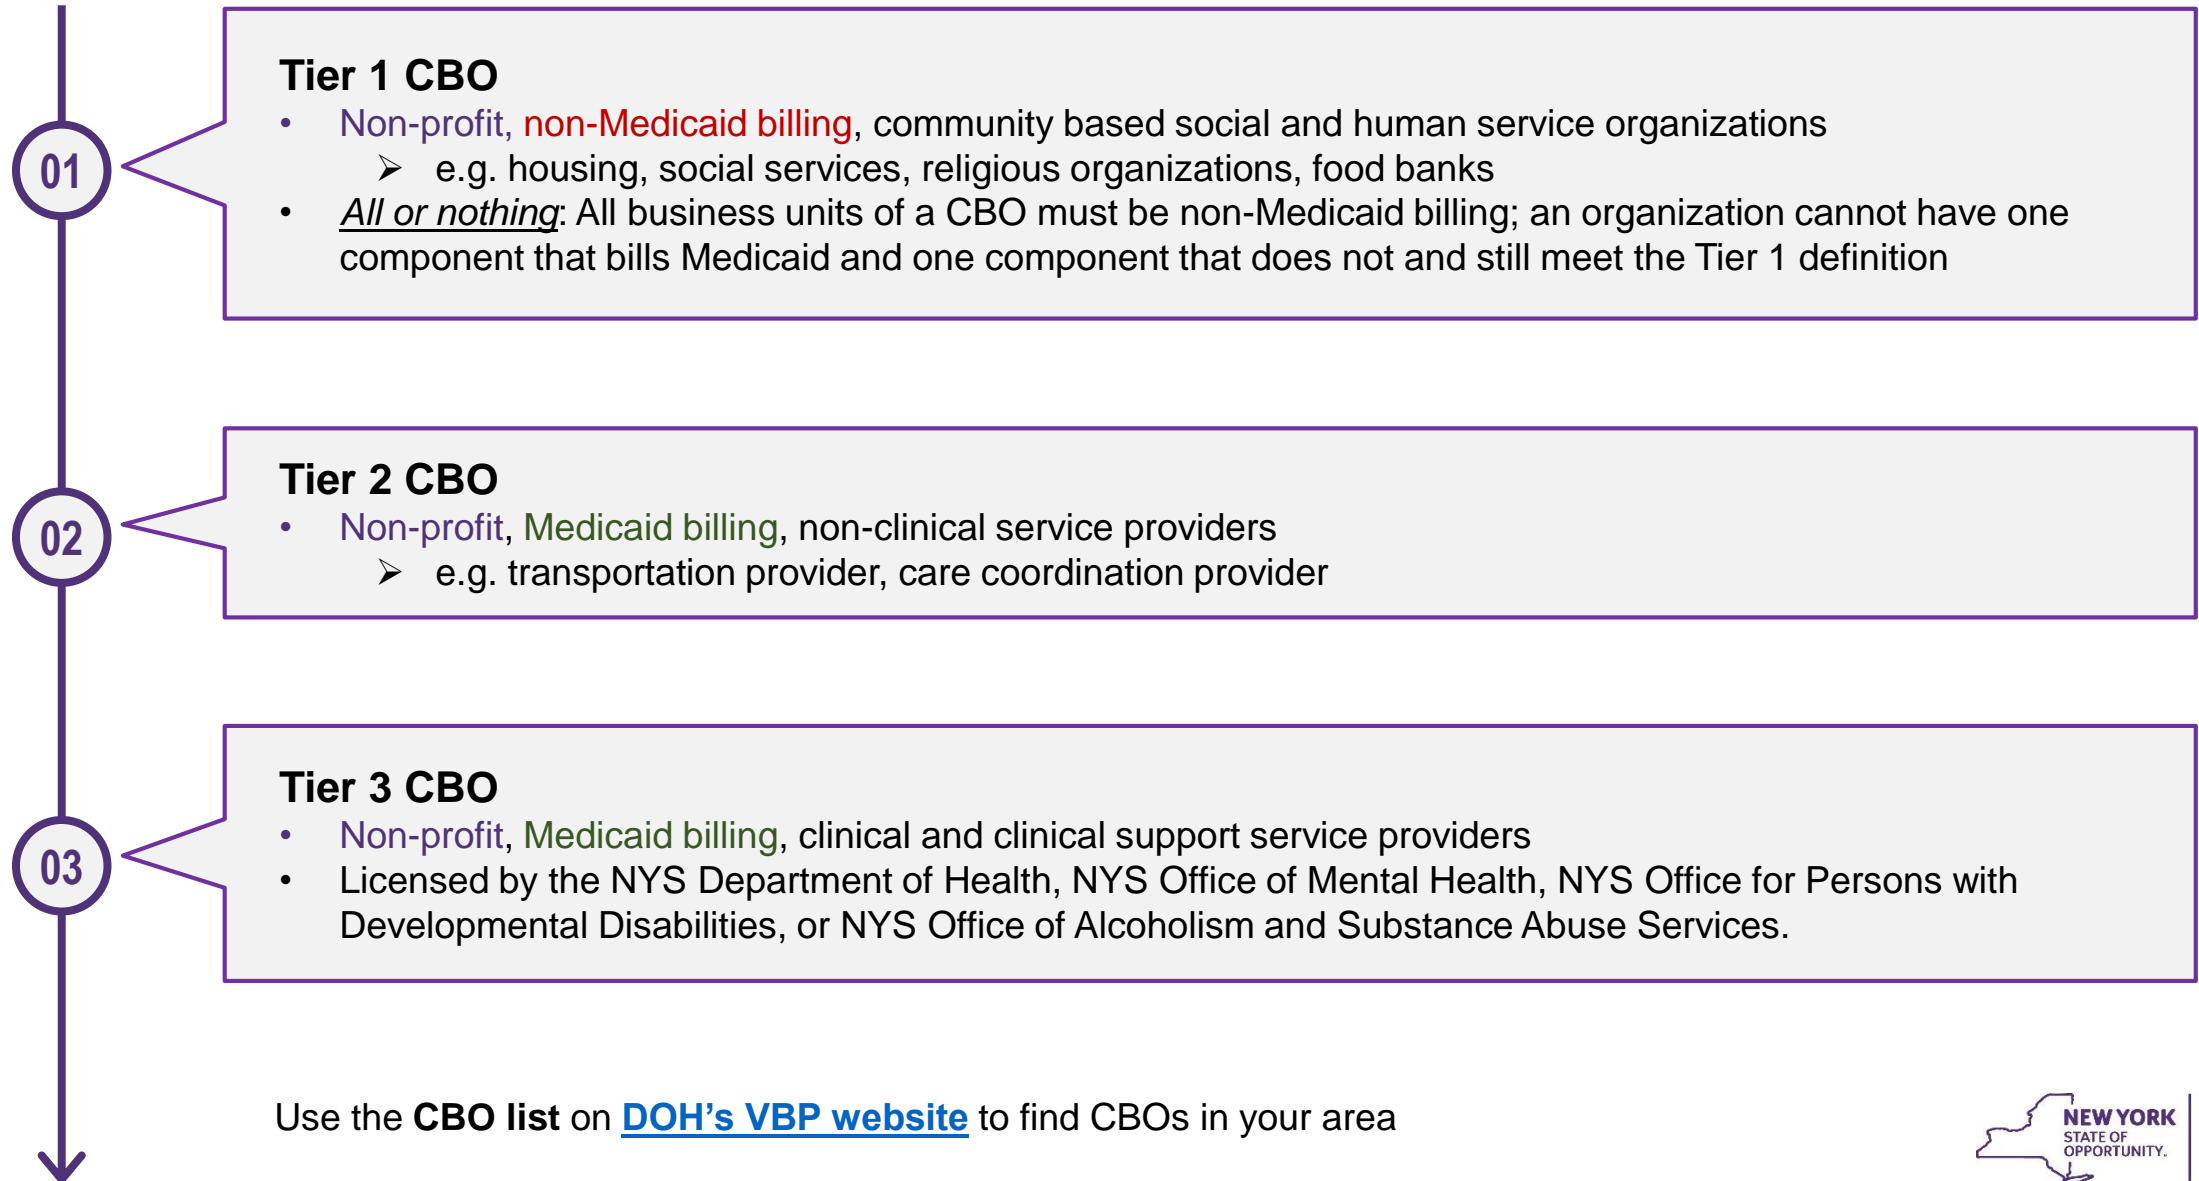 01
Tier 1 CBO
• Non-profit, non-Medicaid billing, community based social and human service organizations
➢ e.g. housing, social services, religious organizations, food banks
• All or nothing: All business units of a CBO must be non-Medicaid billing; an organization cannot have one
component that bills Medicaid and one component that does not and still meet the Tier 1 definition
02
Tier 2 CBO
• Non-profit, Medicaid billing, non-clinical service providers
➢ e.g. transportation provider, care coordination provider
03
Tier 3 CBO
• Non-profit, Medicaid billing, clinical and clinical support service providers
• Licensed by the NYS Department of Health, NYS Office of Mental Health, NYS Office for Persons with
Developmental Disabilities, or NYS Office of Alcoholism and Substance Abuse Services.
Use the CBO list on DOH’s VBP website to find CBOs in your area
NEW YORK
STATE OF
OPPORTUNITY.